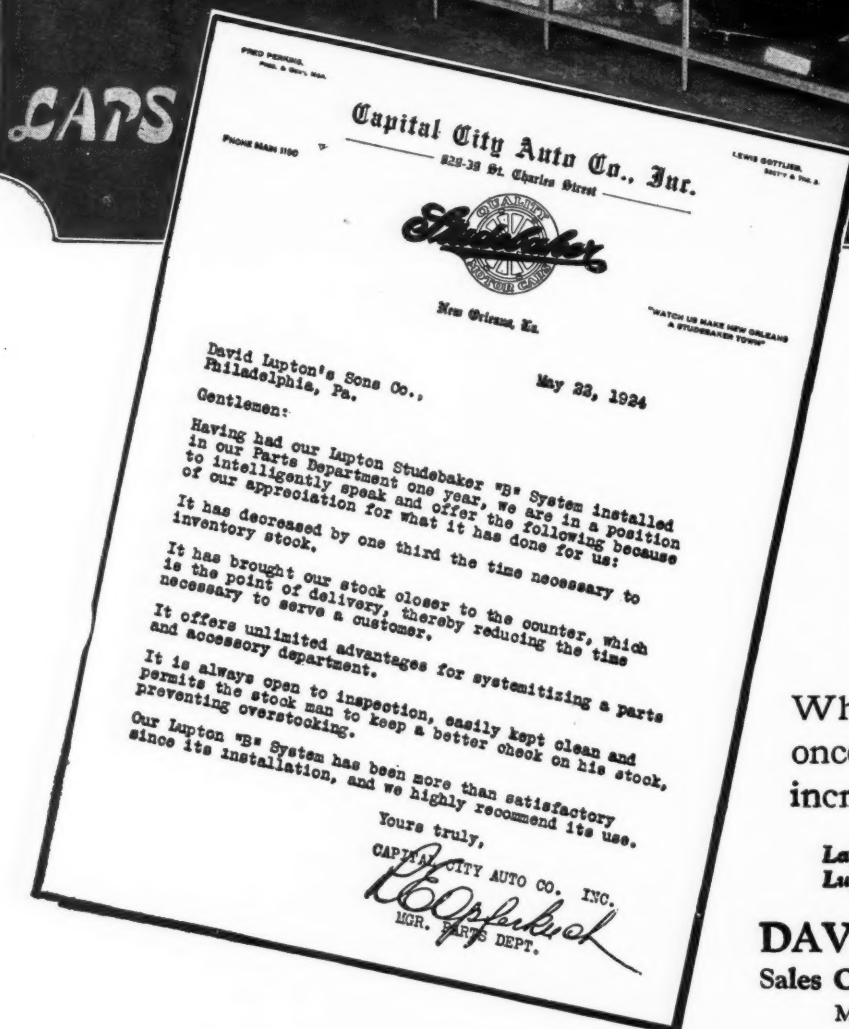 CAPS
FRED PERKINS,
PRES. & GEN'L MGR.
Capital City Auto Co., Inc.
LEWIS GOTTLIEB,
SECT'Y & TREAS.
PHONE MAIN 1190
828-38 St. Charles Street
QUALITY
Studebaker
MOTOR CARS
New Orleans, La.
"WATCH US MAKE NEW ORLEANS
A STUDEBAKER TOWN"
David Lupton's Sons Co.,
Philadelphia, Pa.
May 22, 1924
Gentlemen:
Having had our Lupton Studebaker "B" System installed
in our Parts Department one year, we are in a position
to intelligently speak and offer the following because
of our appreciation for what it has done for us:
It has decreased by one third the time necessary to
inventory stock.
It has brought our stock closer to the counter, which
is the point of delivery, thereby reducing the time
necessary to serve a customer.
It offers unlimited advantages for systemitizing a parts
and accessory department.
It is always open to inspection, easily kept clean and
permits the stock man to keep a better check on his stock,
preventing overstocking.
Our Lupton "B" System has been more than satisfactory
since its installation, and we highly recommend its use.
Yours truly,
CAPITAL CITY AUTO CO. INC.
MGR. PARTS DEPT.
Wh
once
incr
La
Lu
DAV
Sales O
M